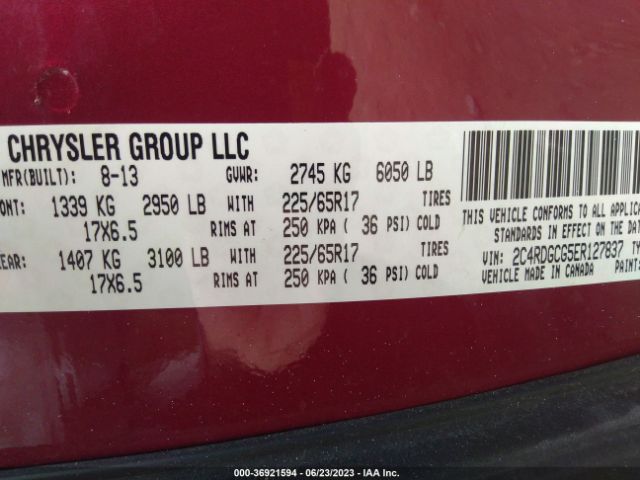 CHRYSLER GROUP LLC
MFR(BUILT): 8-13 GVWR: 2745 KG 6050 LB
ONT: 1339 KG 2950 LB WITH 225/65R17 TIRES
17X6.5 RIMS AT 250 KPA ( 36 PSI) COLD
EAR: 1407 KG 3100 LB WITH 225/65R17 TIRES
17X6.5 RIMS AT 250 KPA ( 36 PSI) COLD
THIS VEHICLE CONFORMS TO ALL APPLICA
STANDARDS IN EFFECT ON THE DATE OF
VIN: 2C4RDGCG5ER127837
VEHICLE MADE IN CANADA PAINT:
000-36921594 - 06/23/2023 - IAA Inc.